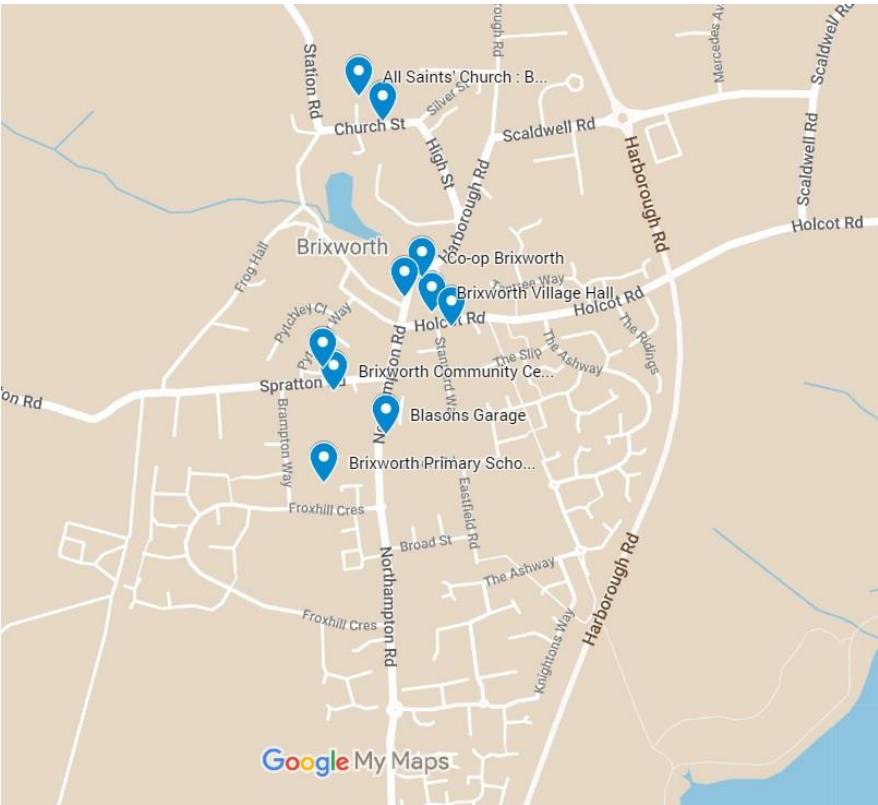 Station Rd
rough Rd
Mercedes Av
Scaldwell Ru
All Saints' Church : B...
Silver St
Church St
Scaldwell Rd
High St
Harborough Rd
Scaldwell Rd
Harborough Rd
Holcot Rd
Brixworth
Frog Hall
Co-op Brixworth
Brixworth Village Hall
Way
Holcot Rd
Holcot Rd
Pytchley Cl
Way
The Ridings
The Slip
The Ashway
Brixworth Community Ce...
Spratton
on Rd
Brampton Way
Blasons Garage
Brixworth Primary Scho...
Eastfield Rd
Froxhill Cres
Broad St
The Ashway
Northampton Rd
Harborough Rd
Froxhill Cres
Knightons Way
Google My Maps